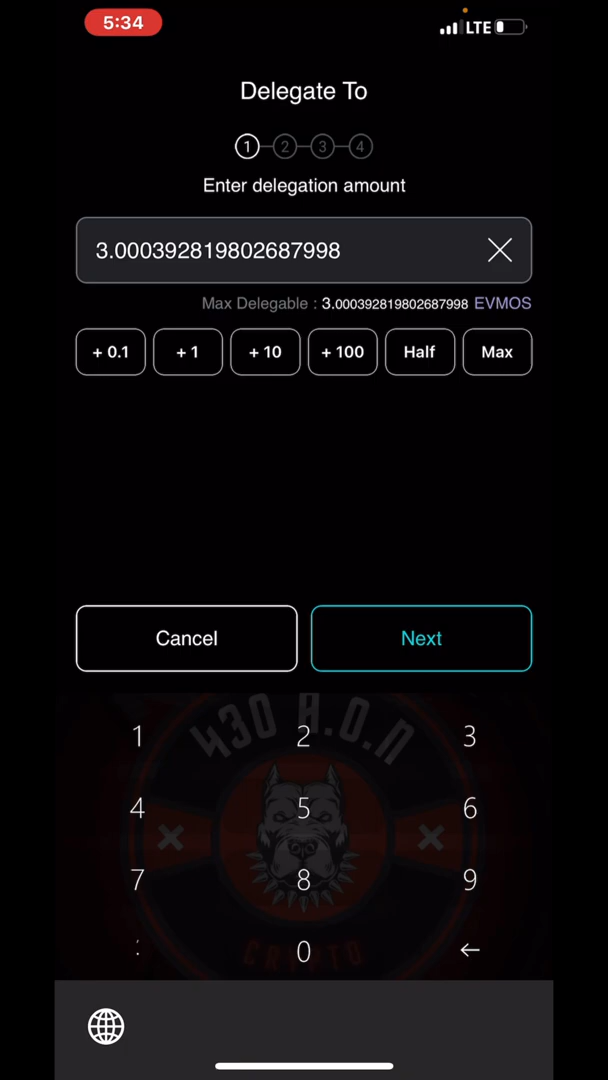 5:34
LTE
Delegate To
1 2 3 4
Enter delegation amount
3.000392819802687998
Max Delegable : 3.000392819802687998 EVMOS
+ 0.1 + 1 + 10 + 100 Half Max
Cancel Next
430 H.O.N
1 2 3
4 5 6
7 8 9
0
CRYPTO